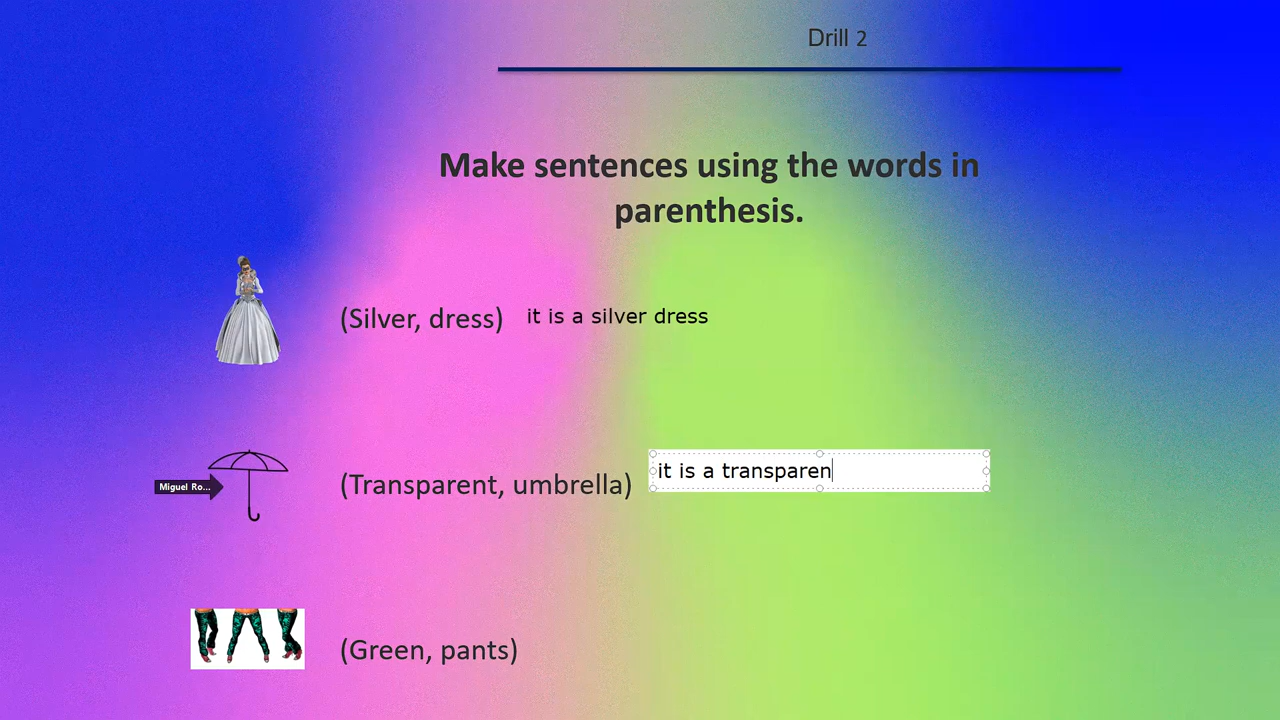 Drill 2
Make sentences using the words in
parenthesis.
(Silver, dress) it is a silver dress
(Transparent, umbrella) it is a transparen
Miguel Ro...
(Green, pants)